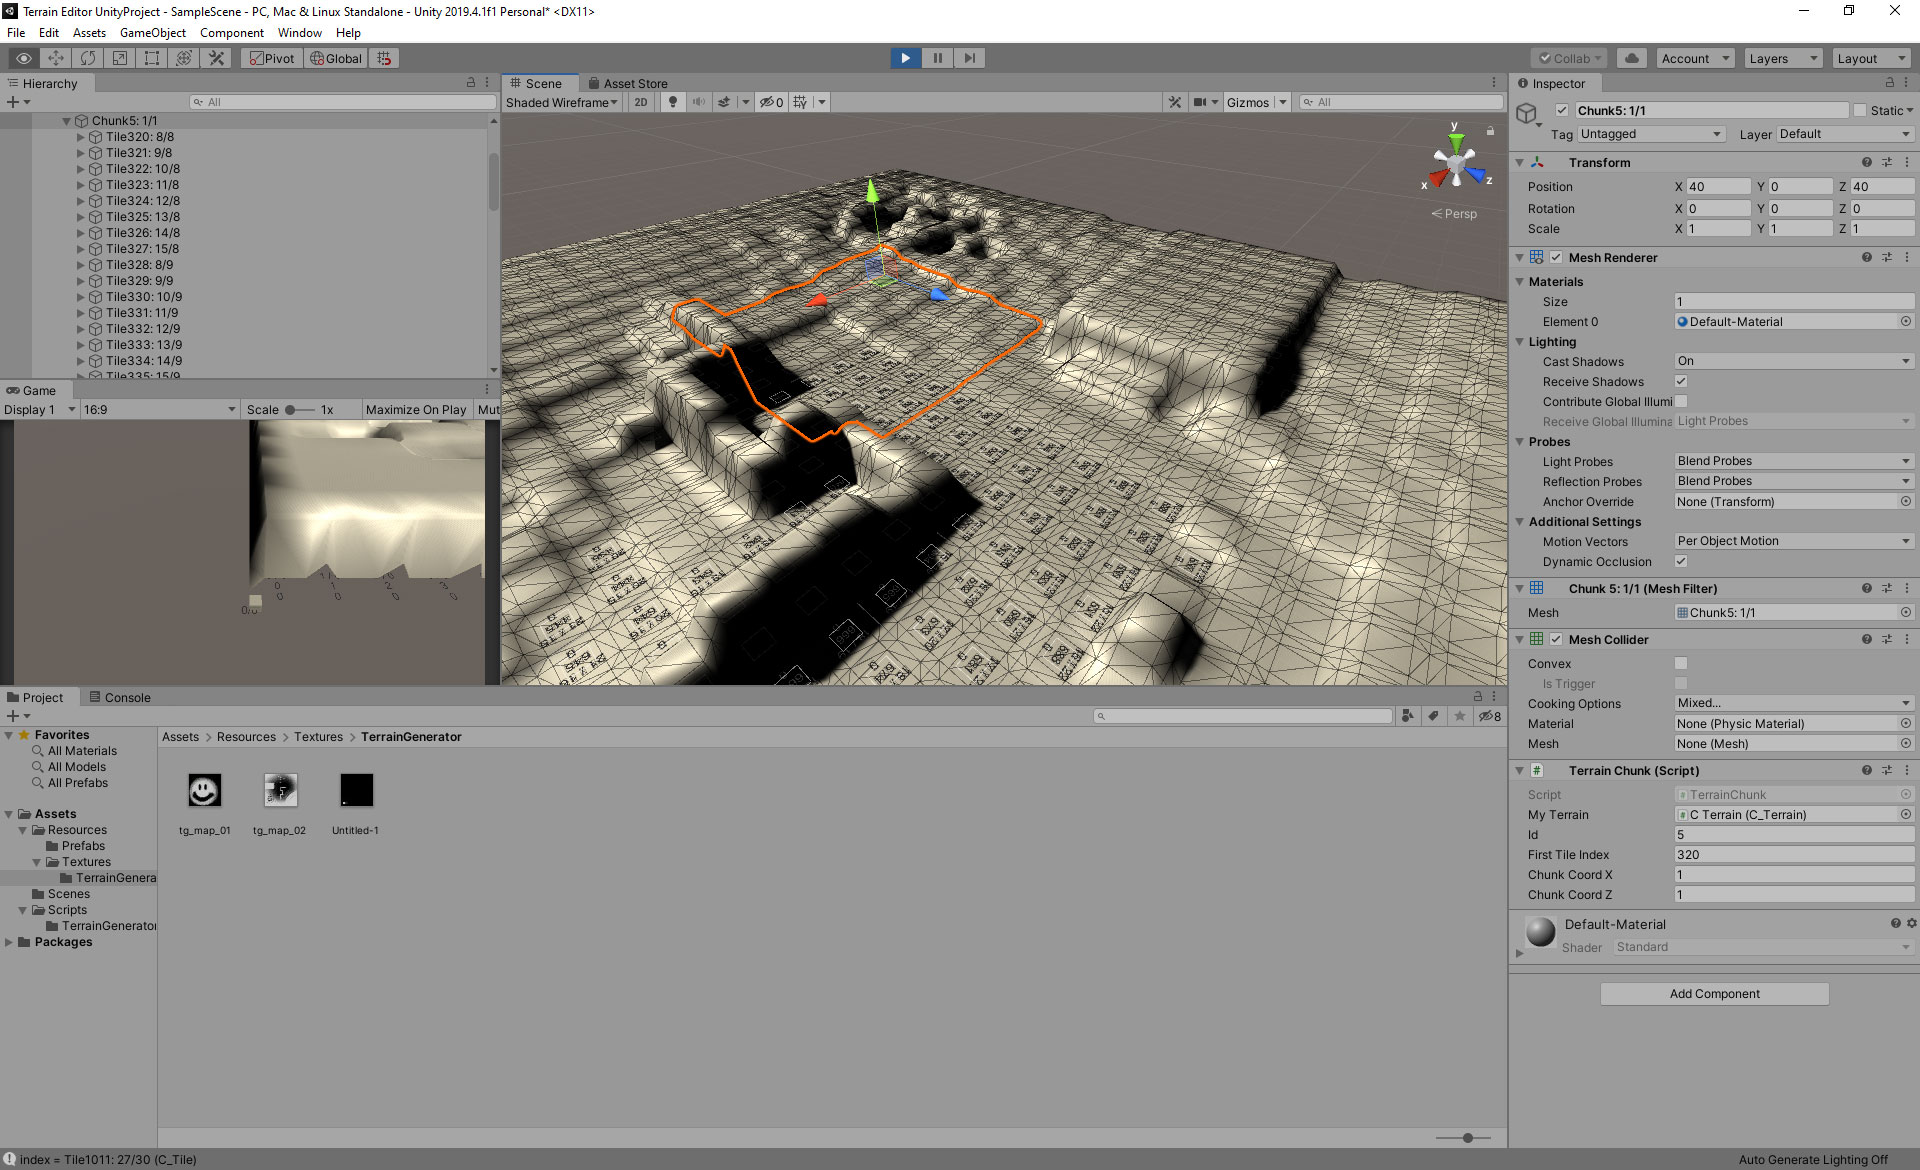 Terrain Editor UnityProject - SampleScene - PC, Mac & Linux Standalone - Unity 2019.4.1f1 Personal* <DX11>
File Edit Assets GameObject Component Window Help
Pivot Global Collab Account Layers Layout
Hierarchy
All
Chunk5: 1/1
Tile320: 8/8
Tile321: 9/8
Tile322: 10/8
Tile323: 11/8
Tile324: 12/8
Tile325: 13/8
Tile326: 14/8
Tile327: 15/8
Tile328: 8/9
Tile329: 9/9
Tile330: 10/9
Tile331: 11/9
Tile332: 12/9
Tile333: 13/9
Tile334: 14/9
Tile335: 15/9
Game
Display 1 16:9 Scale 1x Maximize On Play Mut
Scene Asset Store
Shaded Wireframe 2D 0 Gizmos All
y
x z
Persp
Inspector
Chunk5: 1/1 Static
Tag Untagged Layer Default
Transform
Position X 40 Y 0 Z 40
Rotation X 0 Y 0 Z 0
Scale X 1 Y 1 Z 1
Mesh Renderer
Materials
Size 1
Element 0 Default-Material
Lighting
Cast Shadows On
Receive Shadows
Contribute Global Illumi
Receive Global Illumina Light Probes
Probes
Light Probes Blend Probes
Reflection Probes Blend Probes
Anchor Override None (Transform)
Additional Settings
Motion Vectors Per Object Motion
Dynamic Occlusion
Chunk 5: 1/1 (Mesh Filter)
Mesh Chunk5: 1/1
Mesh Collider
Convex
Is Trigger
Cooking Options Mixed...
Material None (Physic Material)
Mesh None (Mesh)
Terrain Chunk (Script)
Script TerrainChunk
My Terrain C Terrain (C_Terrain)
Id 5
First Tile Index 320
Chunk Coord X 1
Chunk Coord Z 1
Default-Material
Shader Standard
Add Component
Project Console
8
Favorites
All Materials
All Models
All Prefabs
Assets
Resources
Prefabs
Textures
TerrainGenera
Scenes
Scripts
TerrainGenerator
Packages
Assets > Resources > Textures > TerrainGenerator
tg_map_01 tg_map_02 Untitled-1
index = Tile1011: 27/30 (C_Tile)
Auto Generate Lighting Off